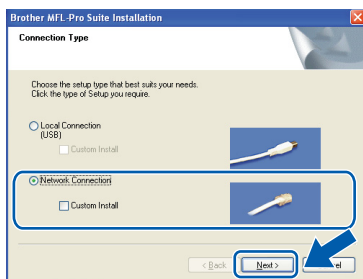 Brother MFL-Pro Suite Installation
Connection Type
Choose the setup type that best suits your needs.
Click the type of Setup you require.
Local Connection
(USB)
Custom Install
Network Connection
Custom Install
< Back
Next >